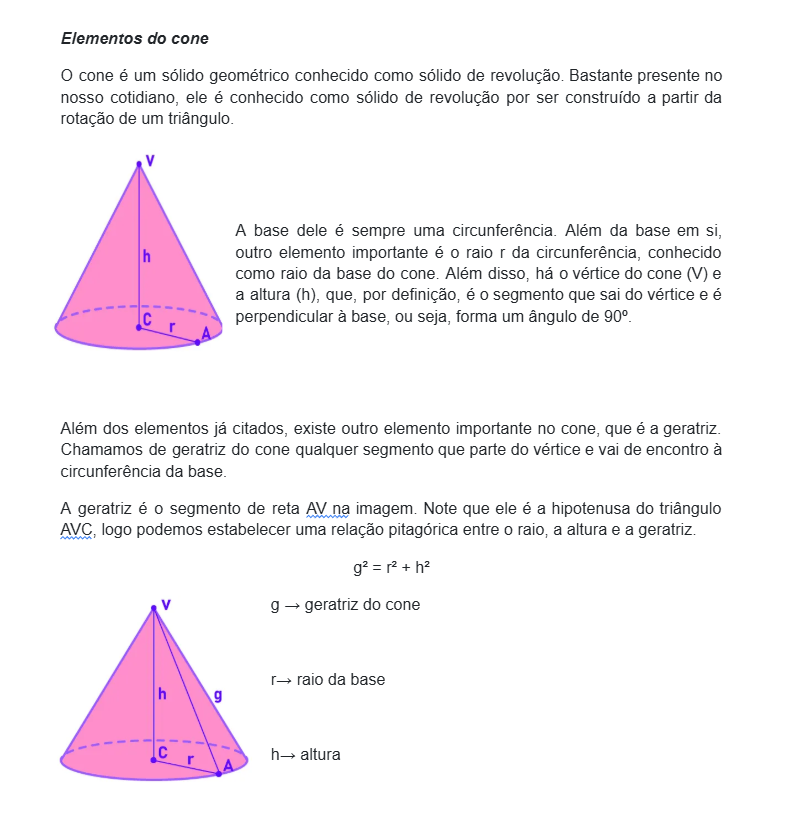 Elementos do cone
O cone é um sólido geométrico conhecido como sólido de revolução. Bastante presente no
nosso cotidiano, ele é conhecido como sólido de revolução por ser construído a partir da
rotação de um triângulo.
V
h
C
r
A
A base dele é sempre uma circunferência. Além da base em si,
outro elemento importante é o raio r da circunferência, conhecido
como raio da base do cone. Além disso, há o vértice do cone (V) e
a altura (h), que, por definição, é o segmento que sai do vértice e é
perpendicular à base, ou seja, forma um ângulo de 90º.
Além dos elementos já citados, existe outro elemento importante no cone, que é a geratriz.
Chamamos de geratriz do cone qualquer segmento que parte do vértice e vai de encontro à
circunferência da base.
A geratriz é o segmento de reta AV na imagem. Note que ele é a hipotenusa do triângulo
AVC, logo podemos estabelecer uma relação pitagórica entre o raio, a altura e a geratriz.
g² = r² + h²
V
h
g
C
r
A
g → geratriz do cone
r→ raio da base
h→ altura